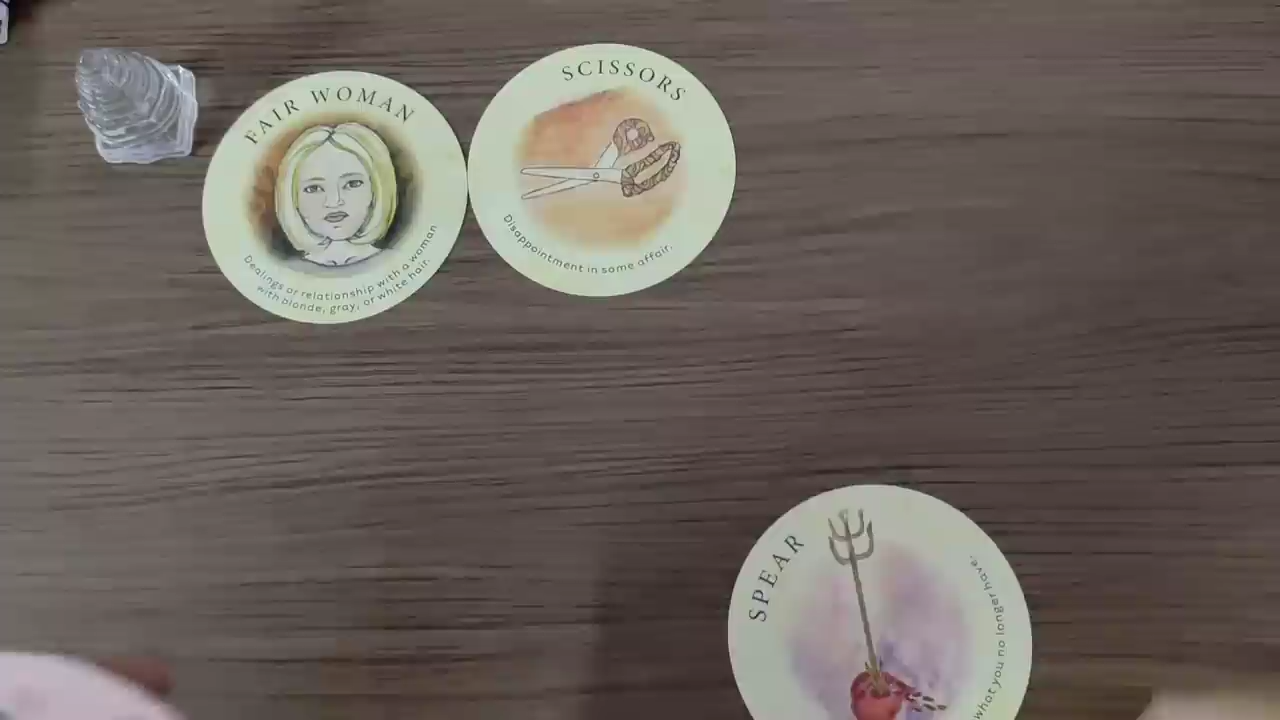 FAIR WOMAN
Dealings or relationship with a woman
with blonde, gray, or white hair.
SCISSORS
Disappointment in some affair.
SPEAR
what you no longer have.